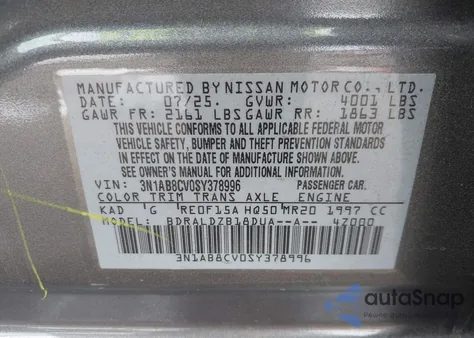 MANUFACTURED BY NISSAN MOTOR CO., LTD.
DATE: 07/25. GVWR: 4001 LBS
GAWR FR: 2161 LBS GAWR RR: 1863 LBS
THIS VEHICLE CONFORMS TO ALL APPLICABLE FEDERAL MOTOR
VEHICLE SAFETY, BUMPER AND THEFT PREVENTION STANDARDS
IN EFFECT ON THE DATE OF MANUFACTURE SHOWN ABOVE.
SEE OWNER'S MANUAL FOR ADDITIONAL INFORMATION.
VIN: 3N1AB8CV0SY378996 PASSENGER CAR.
COLOR TRIM TRANS AXLE ENGINE
KAD G RE0F15A HQ50 MR20 1997 CC
MODEL: BDRALDZB18DUA--A-- 47000
3N1AB8CV0SY378996
autoSnap